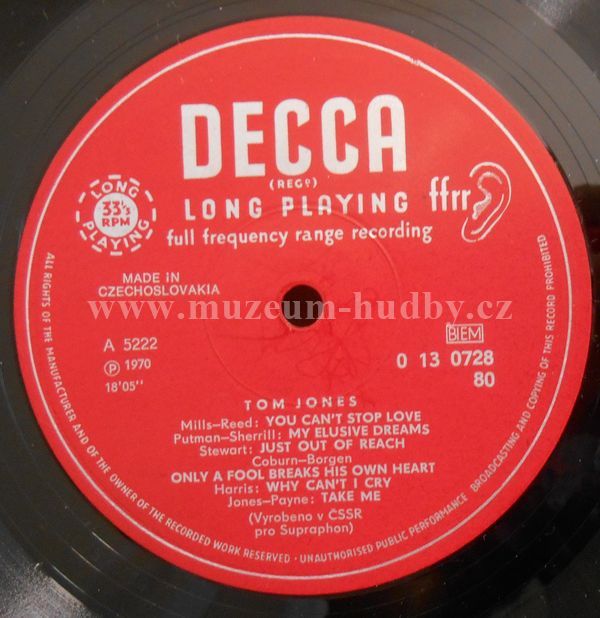 DECCA
(REGD)
LONG PLAYING
ffrr
full frequency range recording
LONG PLAYING
33⅓
RPM
MADE IN
CZECHOSLOVAKIA
www.muzeum-hudby.cz
A 5222
Ⓟ 1970
18'05''
BIEM
0 13 0728
80
TOM JONES
Mills–Reed: YOU CAN'T STOP LOVE
Putman–Sherrill: MY ELUSIVE DREAMS
Stewart: JUST OUT OF REACH
Coburn–Borgen
ONLY A FOOL BREAKS HIS OWN HEART
Harris: WHY CAN'T I CRY
Jones–Payne: TAKE ME
(Vyrobeno v ČSSR
pro Supraphon)
ALL RIGHTS OF THE MANUFACTURER AND OF THE OWNER OF THE RECORDED WORK RESERVED · UNAUTHORISED PUBLIC PERFORMANCE BROADCASTING AND COPYING OF THIS RECORD PROHIBITED